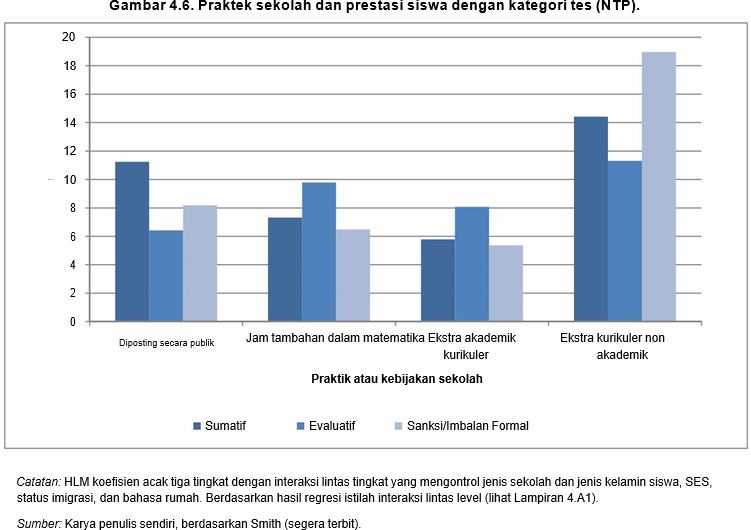 Gambar 4.6. Praktek sekolah dan prestasi siswa dengan kategori tes (NTP).
20
18
16
14
12
10
8
6
4
2
0
Diposting secara publik
Jam tambahan dalam matematika
Ekstra akademik
kurikuler
Ekstra kurikuler non
akademik
Praktik atau kebijakan sekolah
Sumatif
Evaluatif
Sanksi/Imbalan Formal
Catatan: HLM koefisien acak tiga tingkat dengan interaksi lintas tingkat yang mengontrol jenis sekolah dan jenis kelamin siswa, SES,
status imigrasi, dan bahasa rumah. Berdasarkan hasil regresi istilah interaksi lintas level (lihat Lampiran 4.A1).
Sumber: Karya penulis sendiri, berdasarkan Smith (segera terbit).